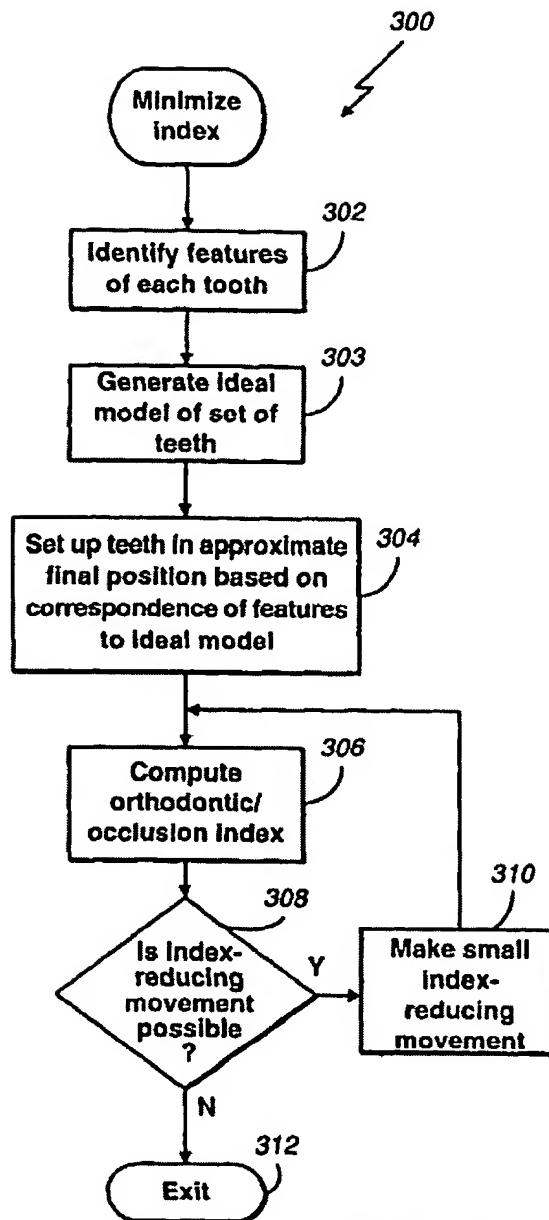 300
Minimize
index
302
Identify features
of each tooth
303
Generate ideal
model of set of
teeth
304
Set up teeth in approximate
final position based on
correspondence of features
to ideal model
306
Compute
orthodontic/
occlusion index
308
Is index-
reducing
movement
possible
?
Y
310
Make small
index-
reducing
movement
N
312
Exit